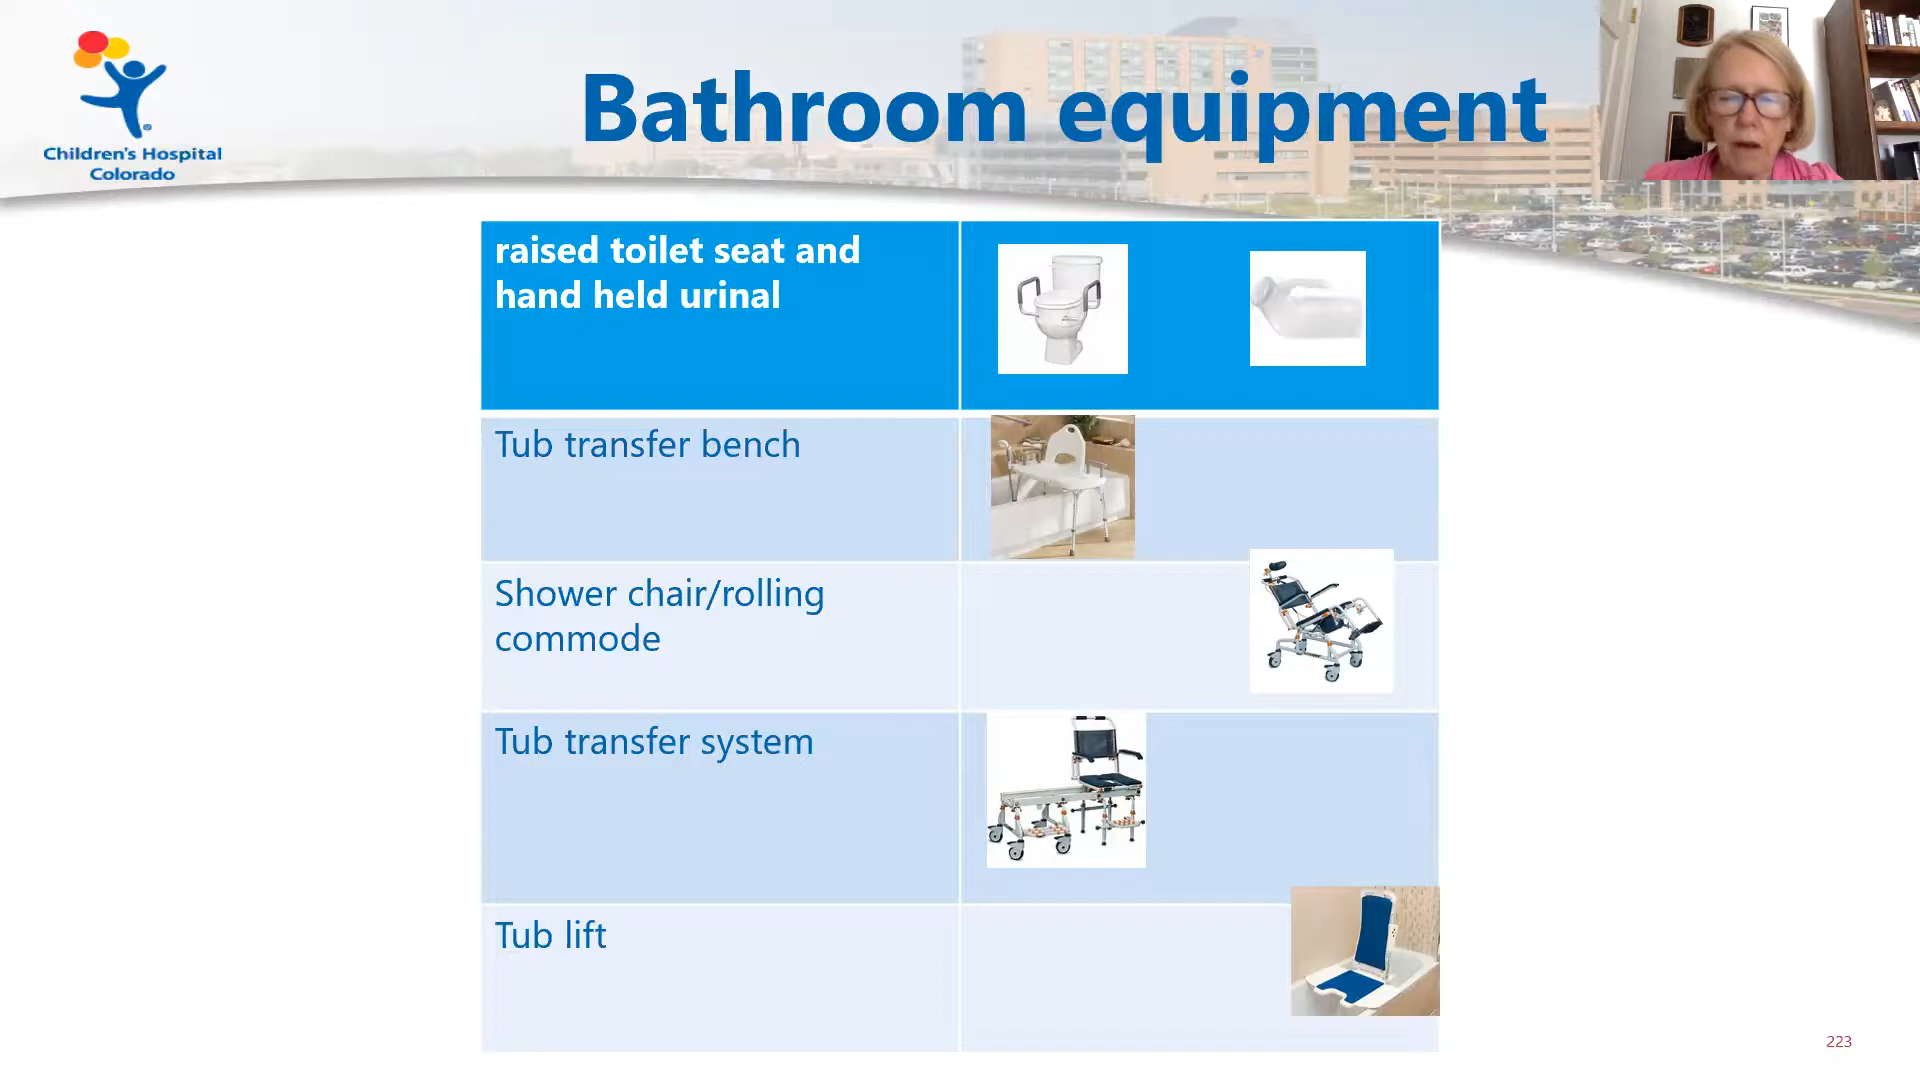 Children's Hospital
Colorado
Bathroom equipment
raised toilet seat and
hand held urinal
Tub transfer bench
Shower chair/rolling
commode
Tub transfer system
Tub lift
223